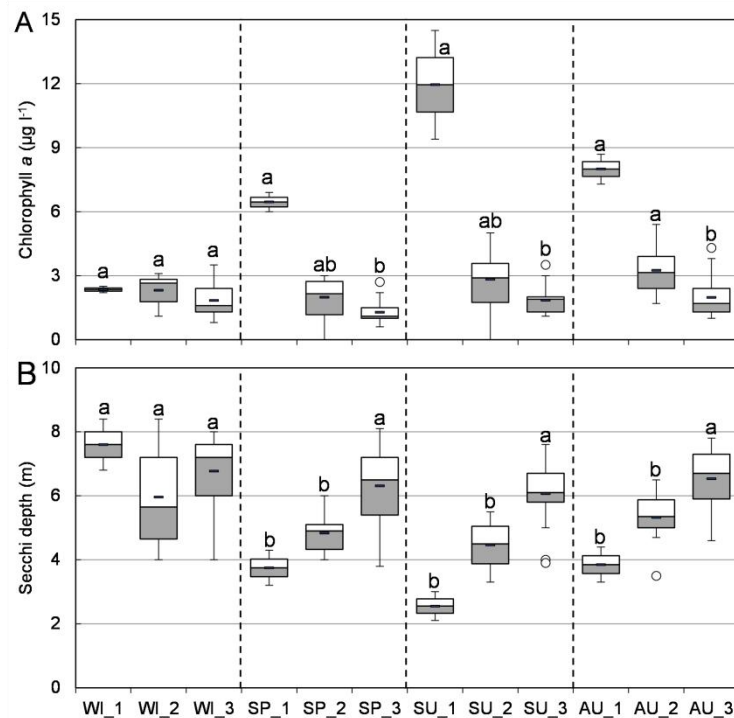 A
Chlorophyll a (µg l-1)
15
12
9
6
3
0
a
a
a
a
ab
b
a
ab
b
a
a
b
B
Secchi depth (m)
10
8
6
4
2
0
a
a
a
b
b
a
b
b
a
b
b
a
WI_1 WI_2 WI_3 SP_1 SP_2 SP_3 SU_1 SU_2 SU_3 AU_1 AU_2 AU_3